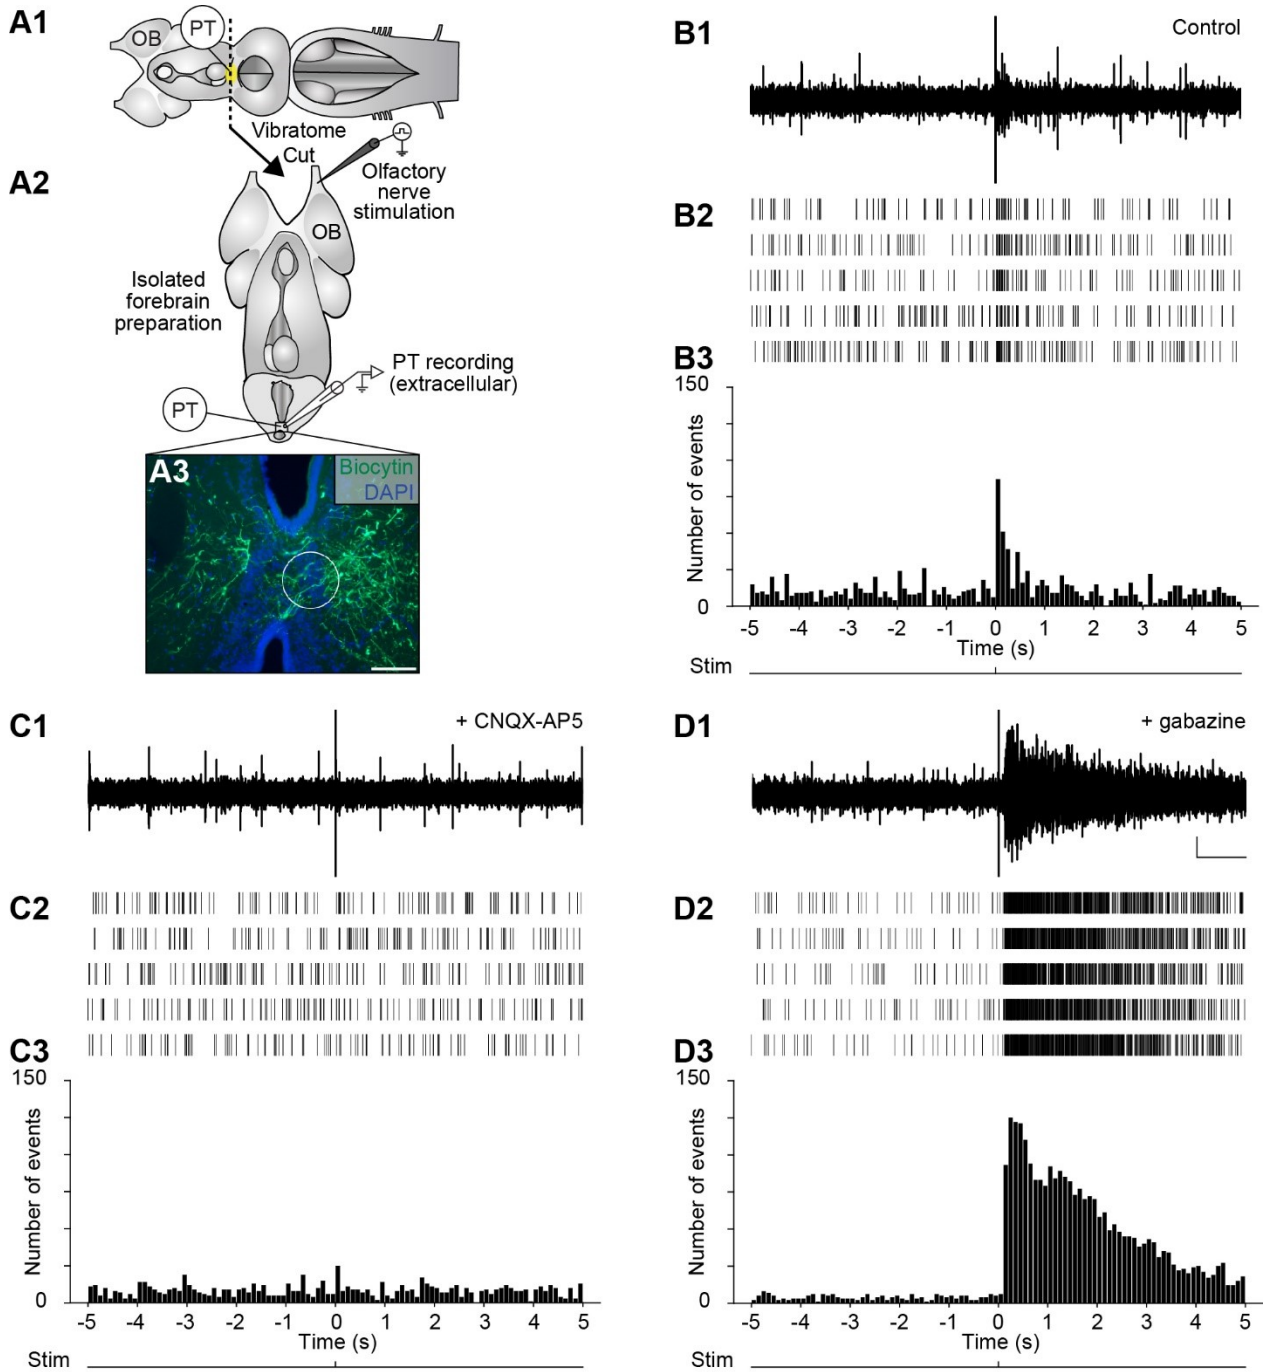 A1
OB
PT
Vibratome
Cut
A2
Olfactory
nerve
stimulation
OB
Isolated
forebrain
preparation
PT recording
(extracellular)
PT
A3
Biocytin
DAPI
B1
Control
B2
B3
150
Number of events
0
-5 -4 -3 -2 -1 0 1 2 3 4 5
Time (s)
Stim
C1
+ CNQX-AP5
C2
C3
150
Number of events
0
-5 -4 -3 -2 -1 0 1 2 3 4 5
Time (s)
Stim
D1
+ gabazine
D2
D3
150
Number of events
0
-5 -4 -3 -2 -1 0 1 2 3 4 5
Time (s)
Stim